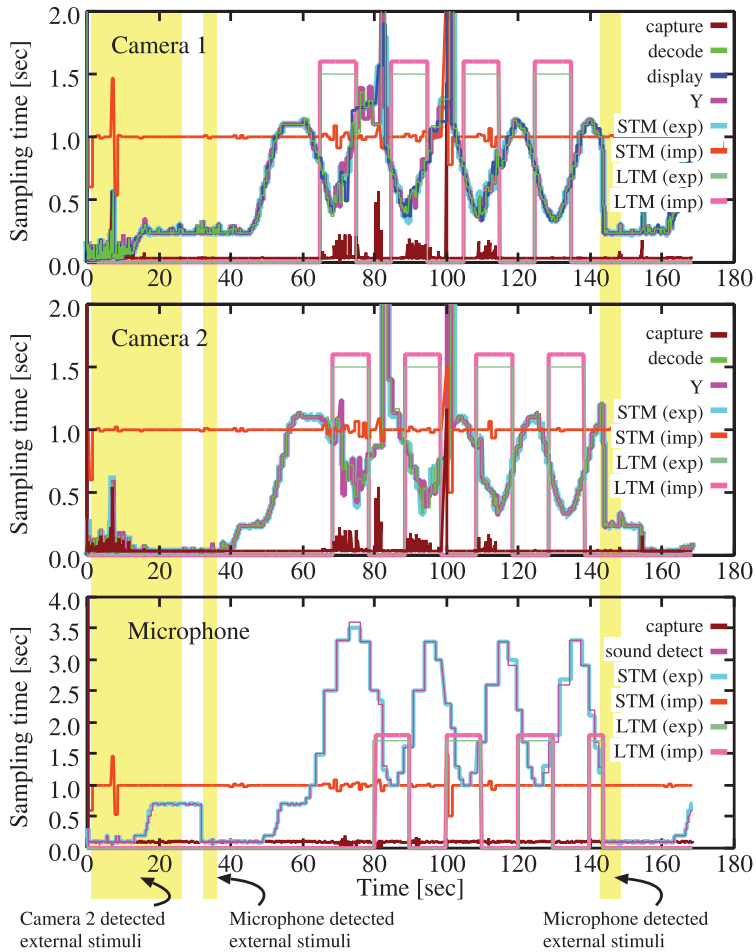 Camera 1
Sampling time [sec]
2.0
1.5
1.0
0.5
0.0
capture
decode
display
Y
STM (exp)
STM (imp)
LTM (exp)
LTM (imp)
0 20 40 60 80 100 120 140 160 180
Camera 2
Sampling time [sec]
2.0
1.5
1.0
0.5
0.0
capture
decode
Y
STM (exp)
STM (imp)
LTM (exp)
LTM (imp)
0 20 40 60 80 100 120 140 160 180
Microphone
Sampling time [sec]
4.0
3.5
3.0
2.0
1.0
0.5
0.0
capture
sound detect
STM (exp)
STM (imp)
LTM (exp)
LTM (imp)
0 20 40 60 80 100 120 140 160 180
Time [sec]
Camera 2 detected
external stimuli
Microphone detected
external stimuli
Microphone detected
external stimuli